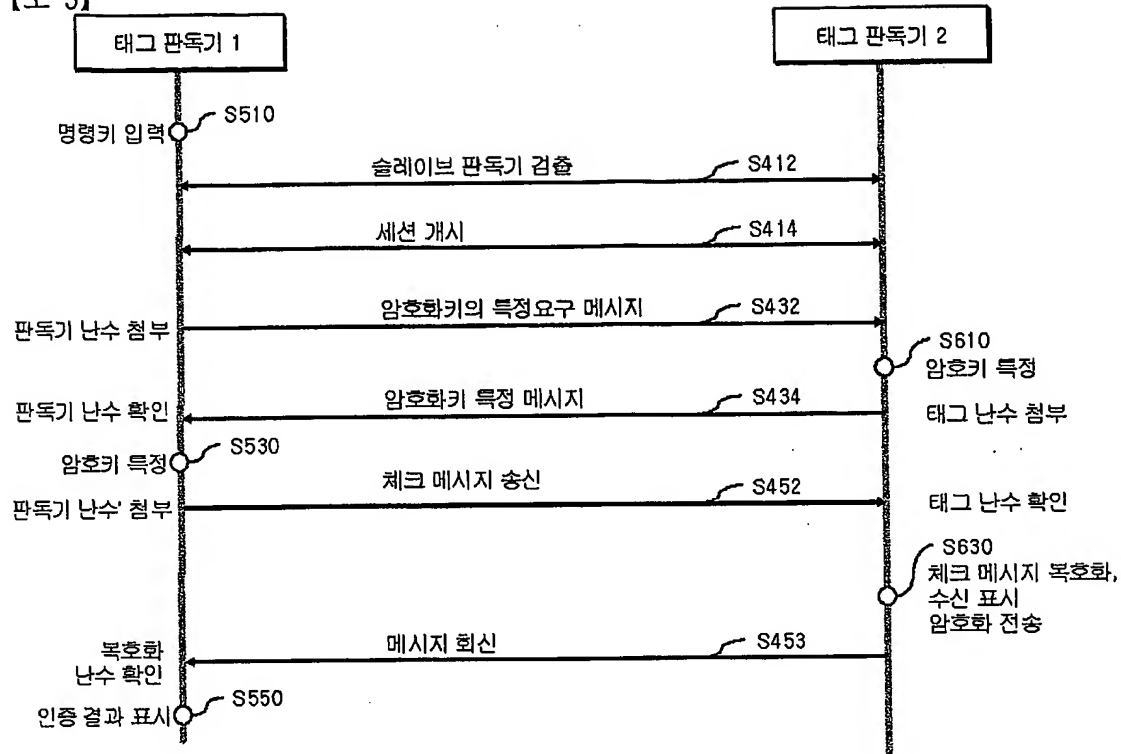 【도 5】
태그 판독기 1
태그 판독기 2
명령키 입력
S510
슬레이브 판독기 검출
S412
세션 개시
S414
암호화키의 특정요구 메시지
S432
판독기 난수 첨부
S610
암호키 특정
암호화키 특정 메시지
S434
판독기 난수 확인
태그 난수 첨부
암호키 특정
S530
체크 메시지 송신
S452
판독기 난수' 첨부
태그 난수 확인
S630
체크 메시지 복호화,
수신 표시
암호화 전송
메시지 회신
S453
복호화
난수 확인
인증 결과 표시
S550